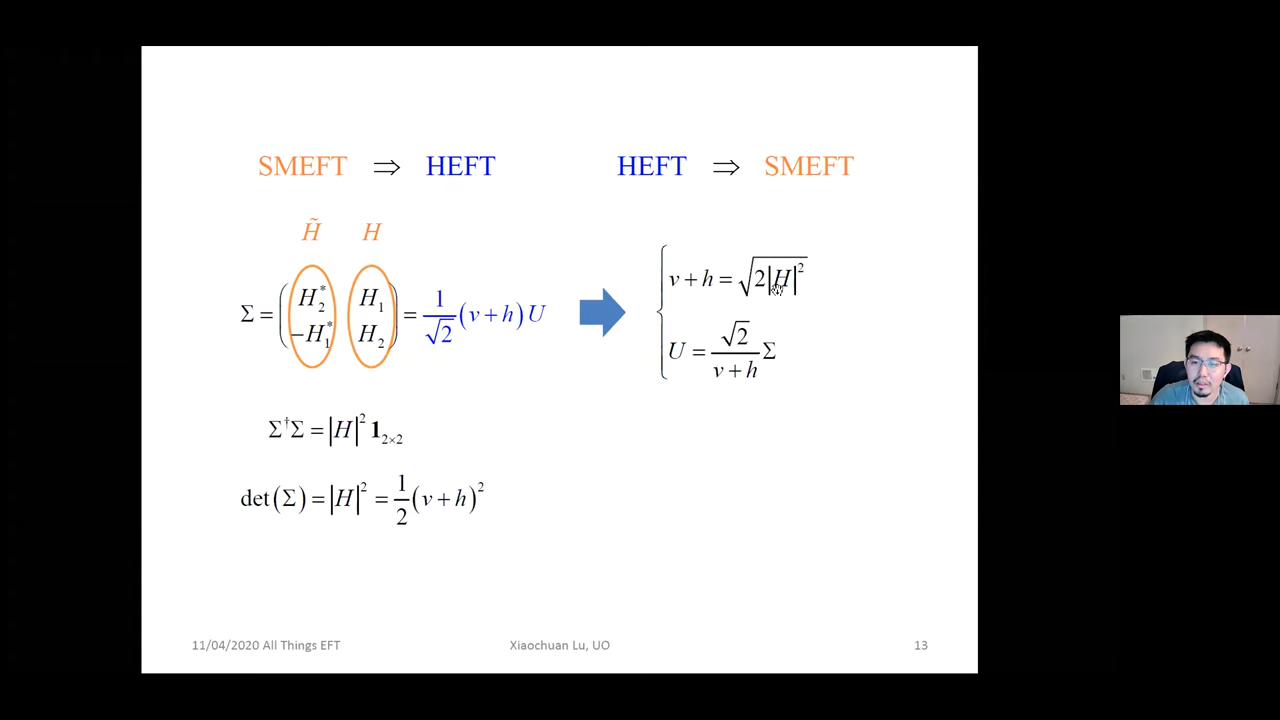 SMEFT ⇒ HEFT
HEFT ⇒ SMEFT
H̃ H
Σ = ( H₂* H₁ ; −H₁* H₂ ) = 1/√2 (v + h) U
v + h = √(2|H|²)
U = √2/(v + h) Σ
Σ†Σ = |H|² 1₂ₓ₂
det(Σ) = |H|² = 1/2 (v + h)²
11/04/2020 All Things EFT
Xiaochuan Lu, UO
13